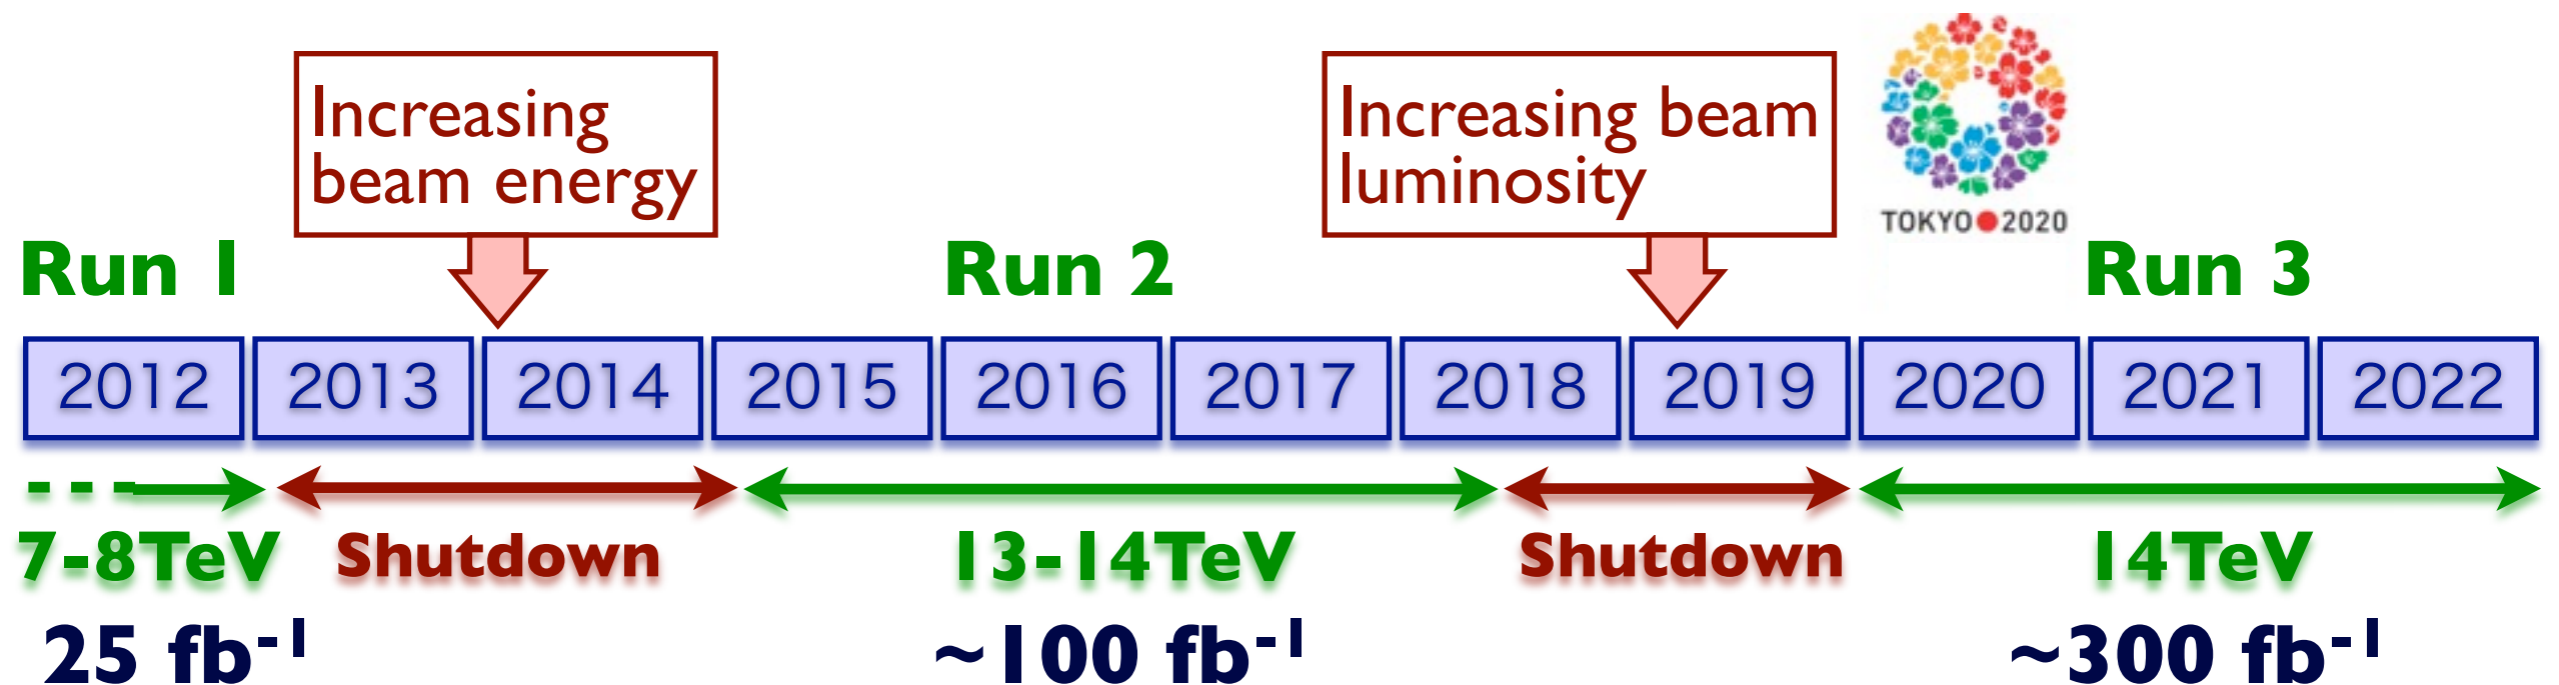 Increasing
beam energy
Increasing beam
luminosity
TOKYO 2020
Run 1
Run 2
Run 3
2012 2013 2014 2015 2016 2017 2018 2019 2020 2021 2022
7-8TeV Shutdown 13-14TeV Shutdown 14TeV
25 fb⁻¹ ~100 fb⁻¹ ~300 fb⁻¹